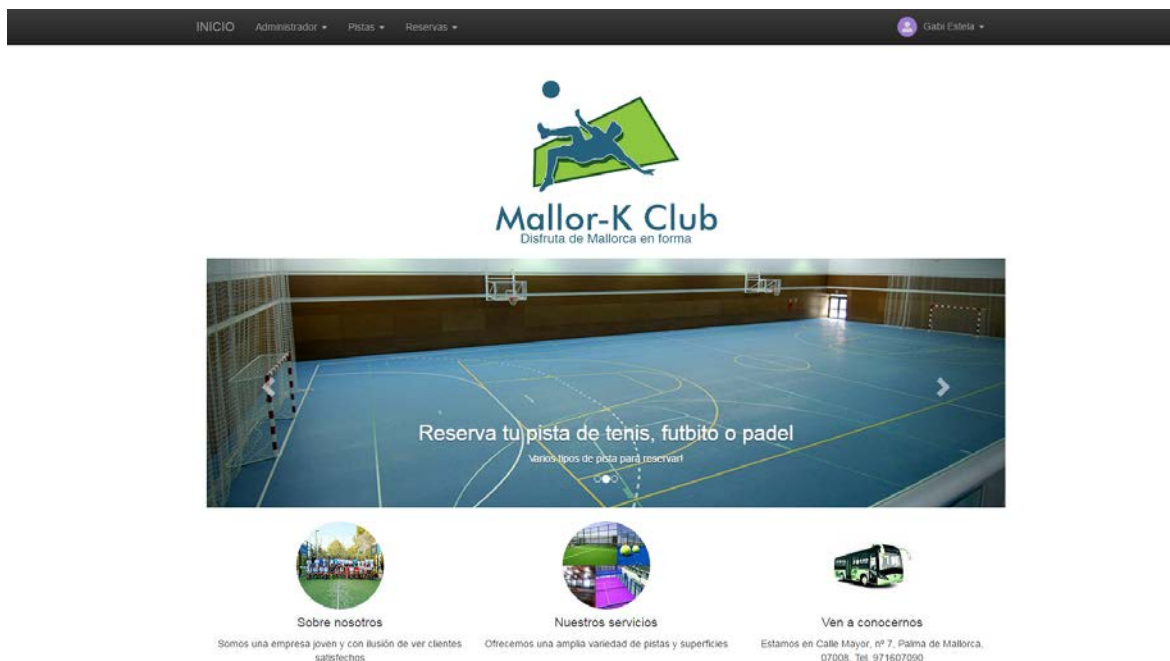 INICIO Administrador Pistas Reservas Gabi Estela
Mallor-K Club
Disfruta de Mallorca en forma
Reserva tu pista de tenis, futbito o padel
Varios tipos de pista para reservar!
Sobre nosotros
Somos una empresa joven y con ilusión de ver clientes
satisfechos
Nuestros servicios
Ofrecemos una amplia variedad de pistas y superficies
Ven a conocernos
Estamos en Calle Mayor, nº 7, Palma de Mallorca,
07008. Tel. 971607090